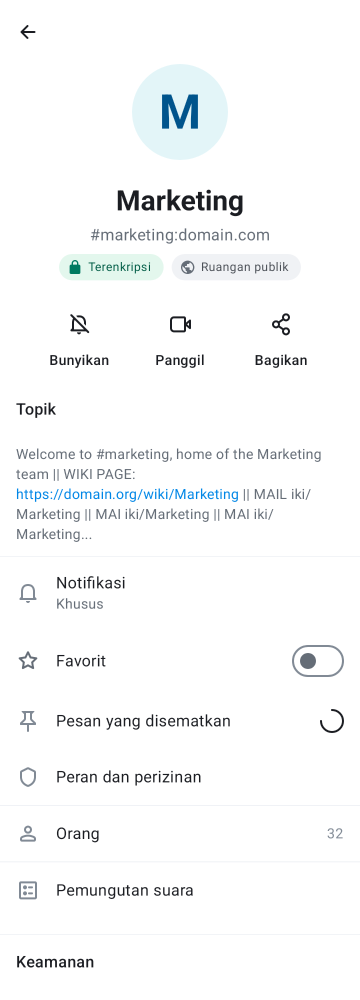 M
Marketing
#marketing:domain.com
Terenkripsi
Ruangan publik
Bunyikan
Panggil
Bagikan
Topik
Welcome to #marketing, home of the Marketing
team || WIKI PAGE:
https://domain.org/wiki/Marketing || MAIL iki/
Marketing || MAI iki/Marketing || MAI iki/
Marketing...
Notifikasi
Khusus
Favorit
Pesan yang disematkan
Peran dan perizinan
Orang
32
Pemungutan suara
Keamanan